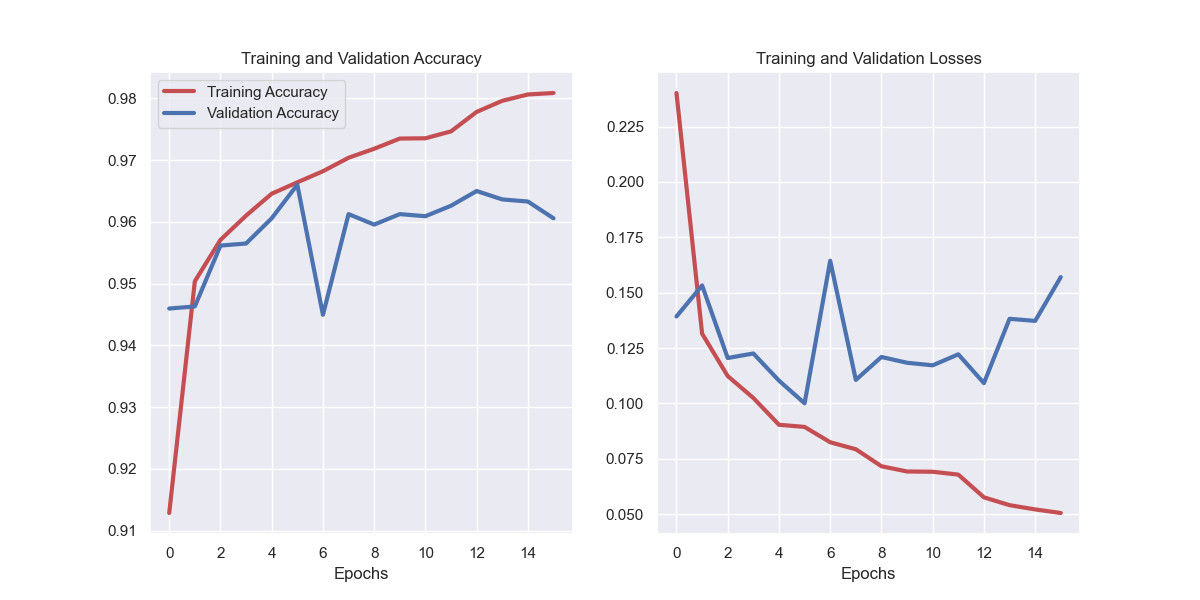 Training and Validation Accuracy
Training Accuracy
Validation Accuracy
0.98
0.97
0.96
0.95
0.94
0.93
0.92
0.91
0 2 4 6 8 10 12 14
Epochs
Training and Validation Losses
0.225
0.200
0.175
0.150
0.125
0.100
0.075
0.050
0 2 4 6 8 10 12 14
Epochs